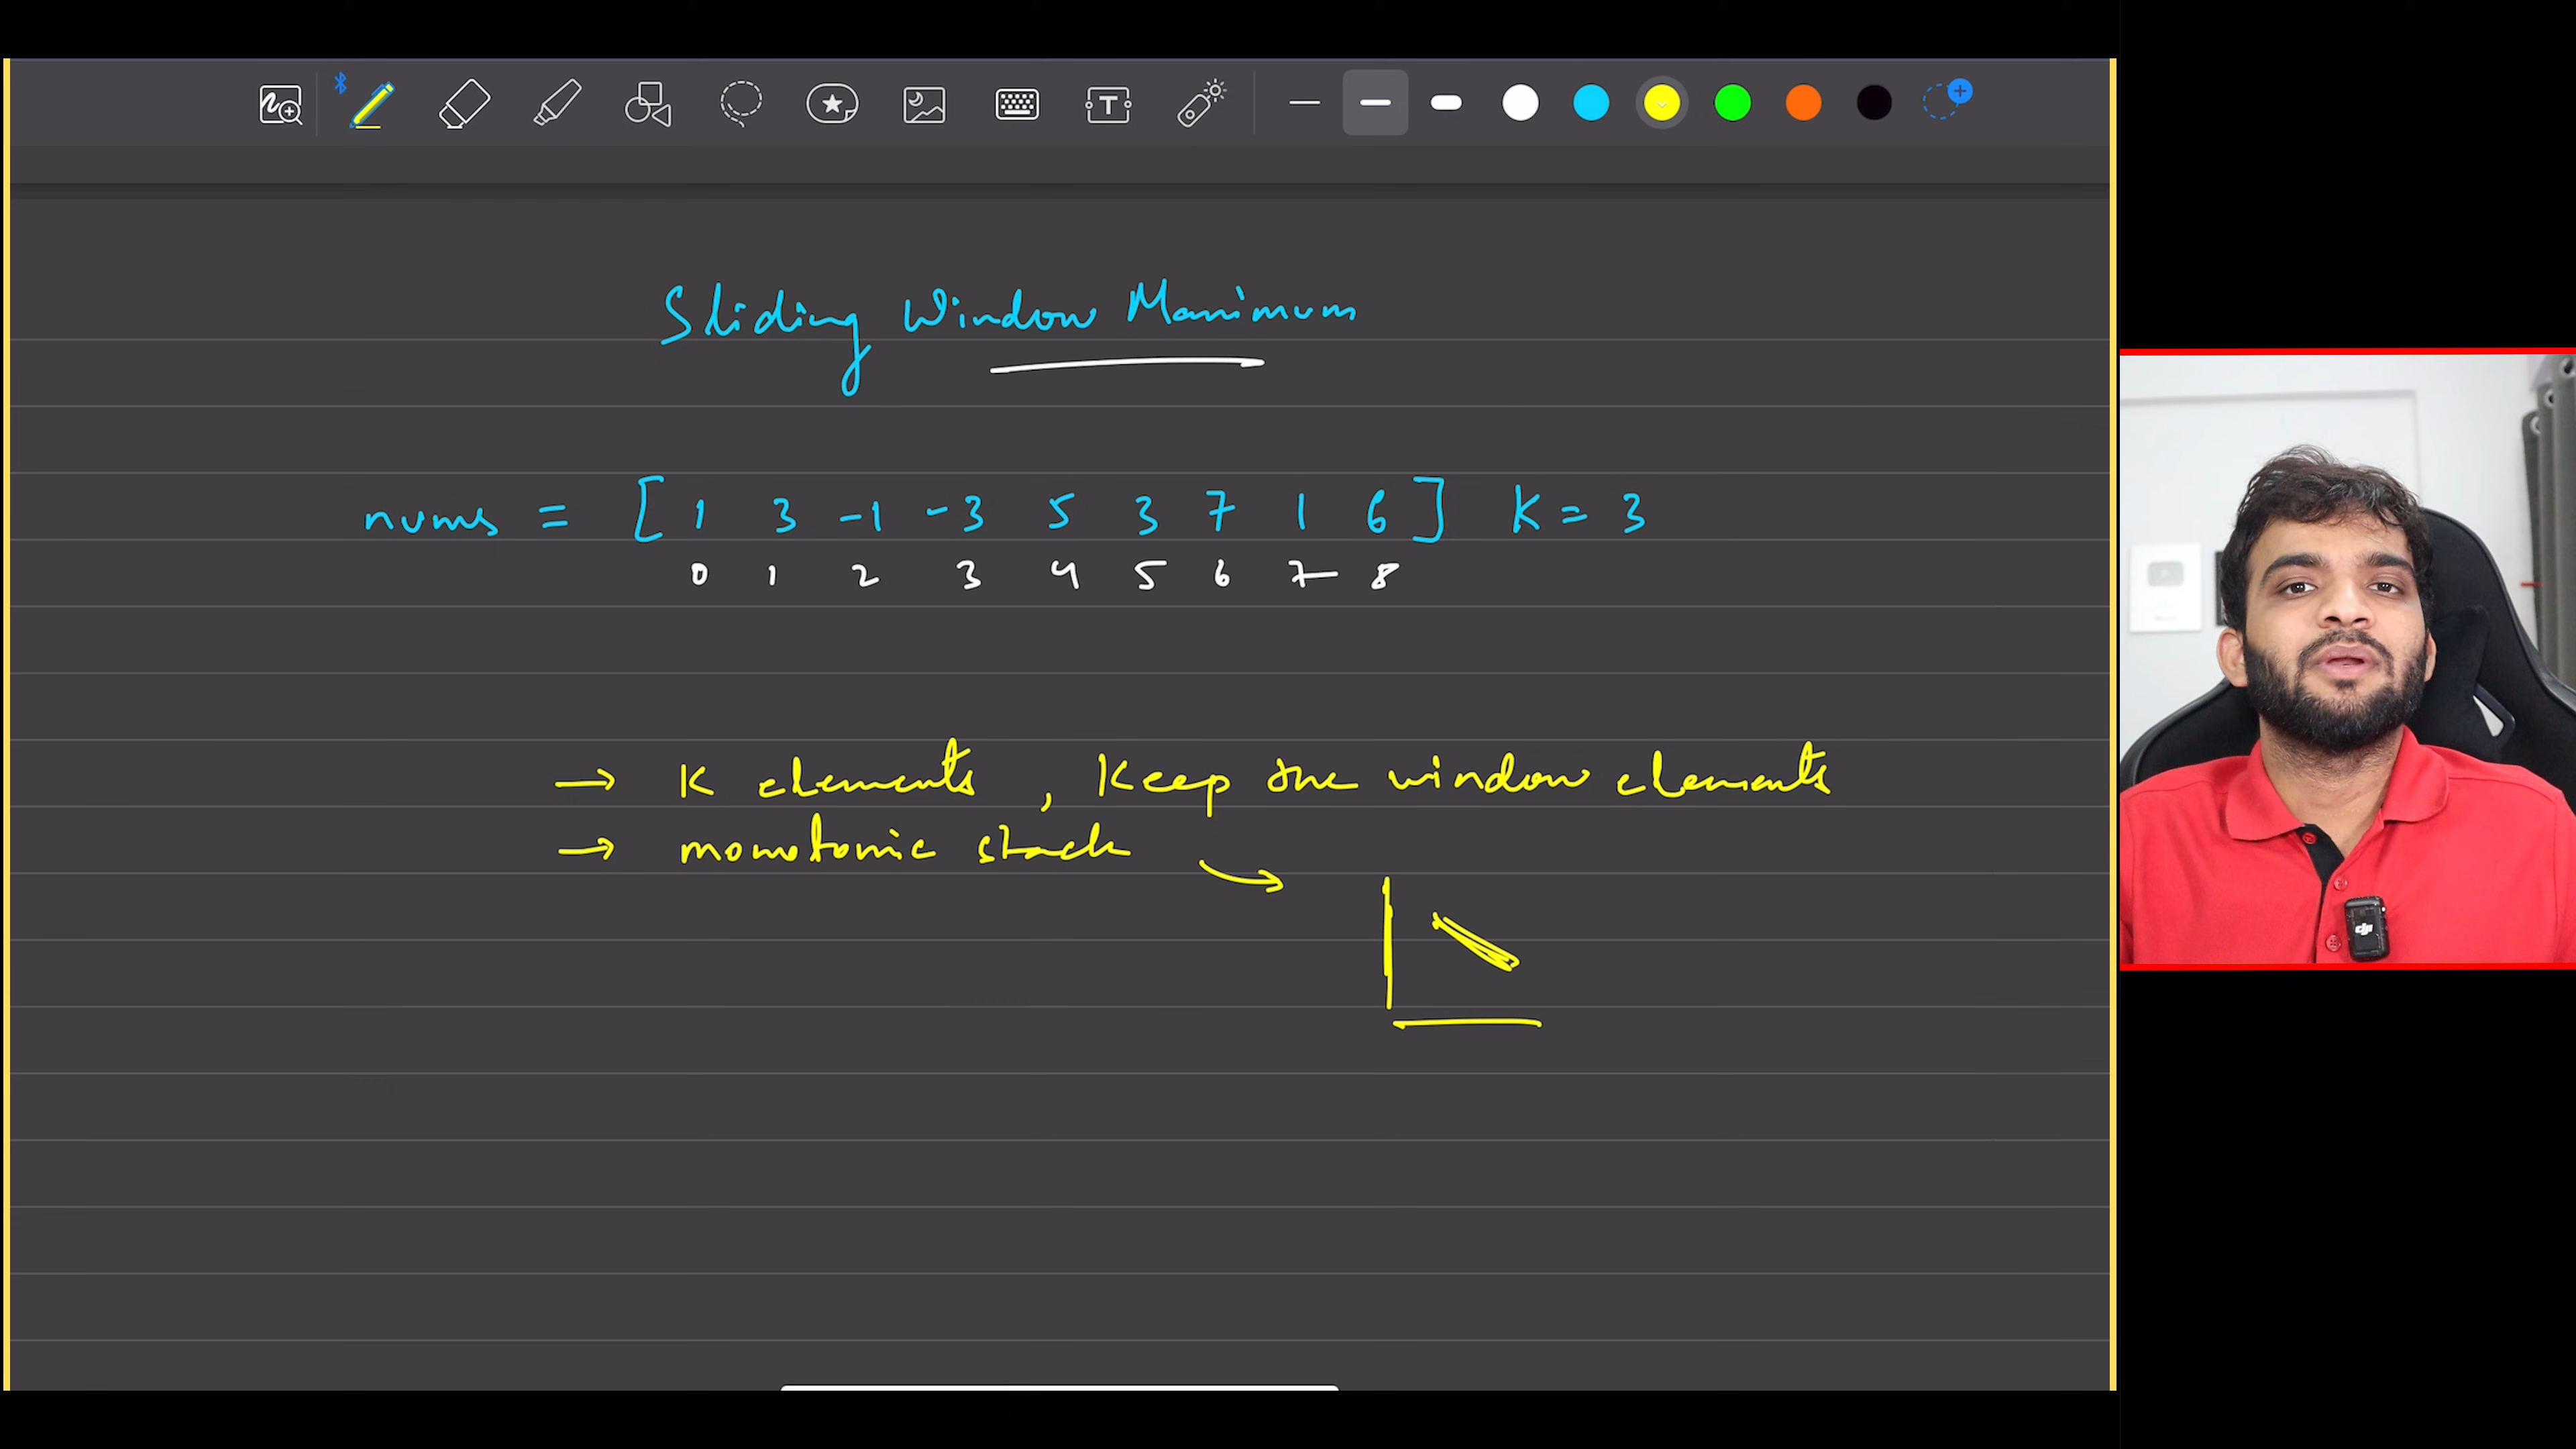 Sliding Window Maximum
nums = [ 1 3 -1 -3 5 3 7 1 6 ] K = 3
0 1 2 3 4 5 6 7 8
→ K elements , Keep the window elements
→ monotonic stack